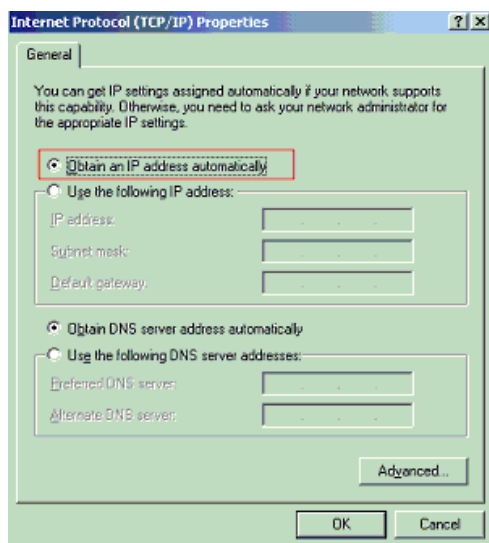 Internet Protocol (TCP/IP) Properties
General
You can get IP settings assigned automatically if your network supports
this capability. Otherwise, you need to ask your network administrator for
the appropriate IP settings.
Obtain an IP address automatically
Use the following IP address:
IP address:
Subnet mask:
Default gateway:
Obtain DNS server address automatically
Use the following DNS server addresses:
Preferred DNS server:
Alternate DNS server:
Advanced...
OK
Cancel